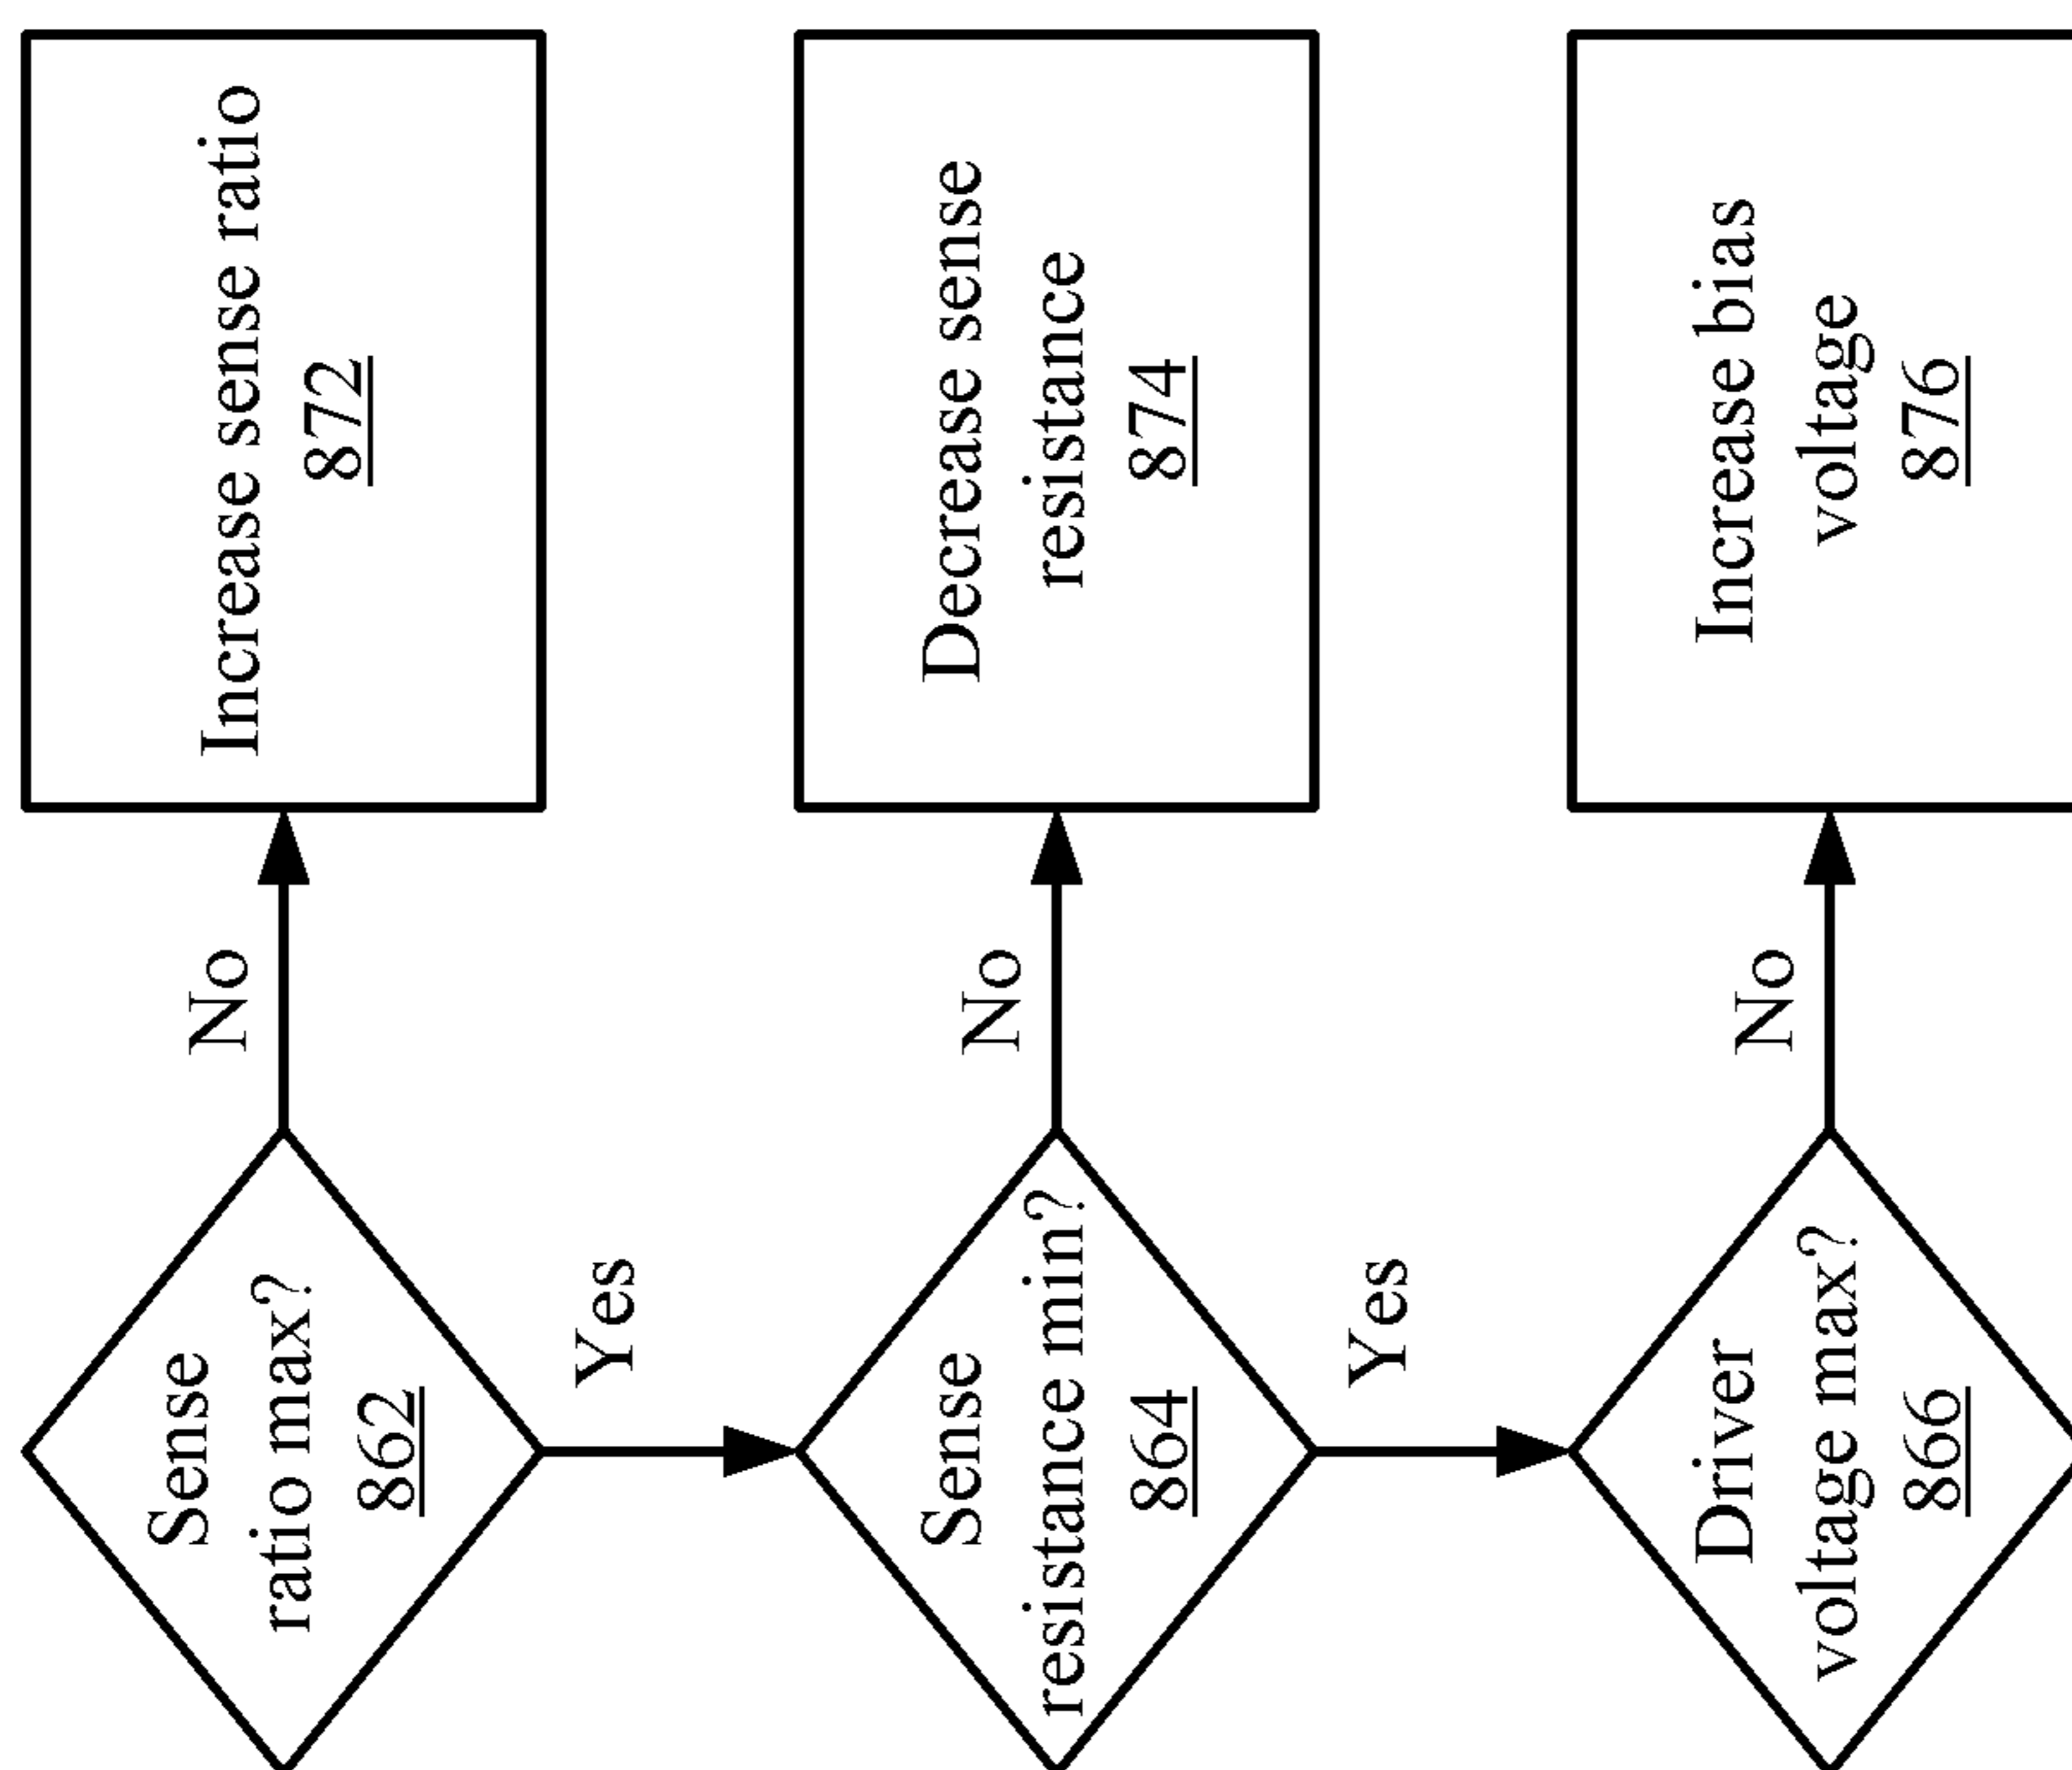 Sense
ratio max?
862
No
Increase sense ratio
872
Yes
Sense
resistance min?
864
No
Decrease sense
resistance
874
Yes
Driver
voltage max?
866
No
Increase bias
voltage
876